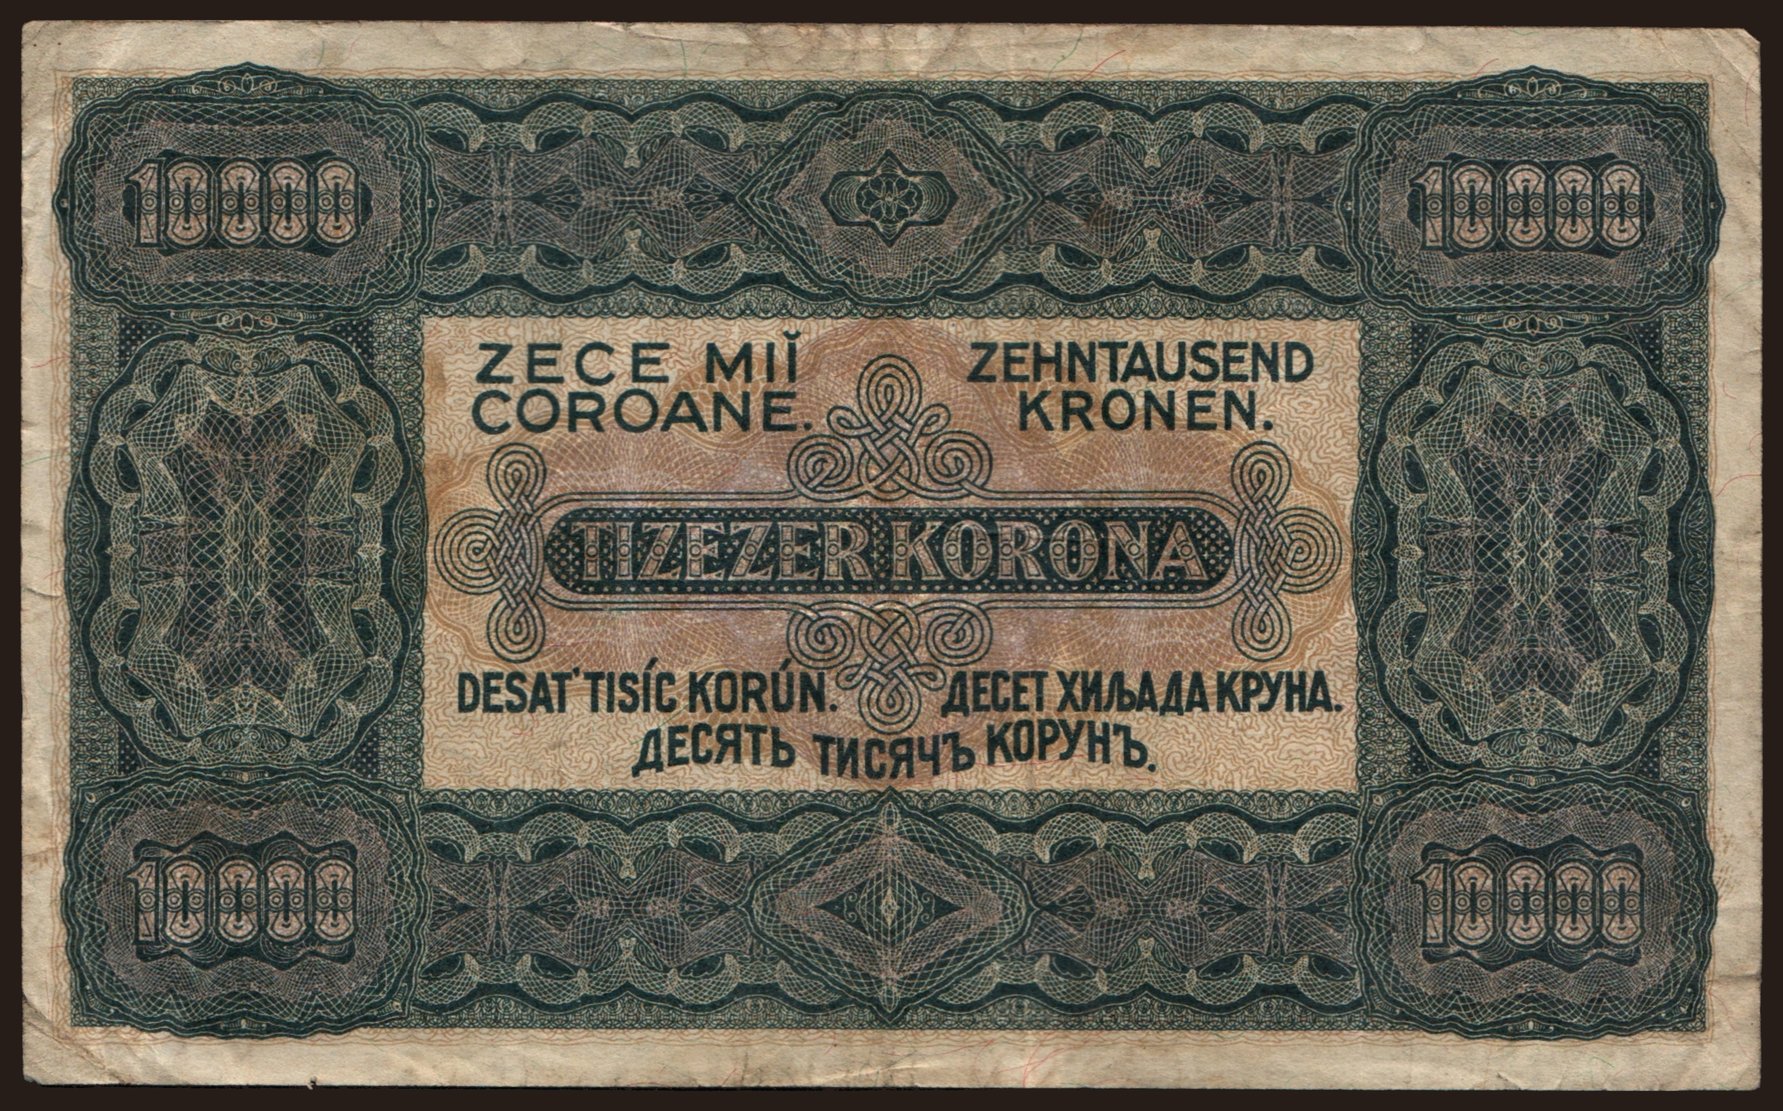 10000
10000
ZECE MIĬ
COROANE.
ZEHNTAUSEND
KRONEN.
TIZEZER KORONA
DESAT' TISÍC KORÚN.
ДЕСЕТ ХИЉАДА КРУНА.
ДЕСЯТЬ ТИСЯЧЪ КОРУНЪ.
10000
10000